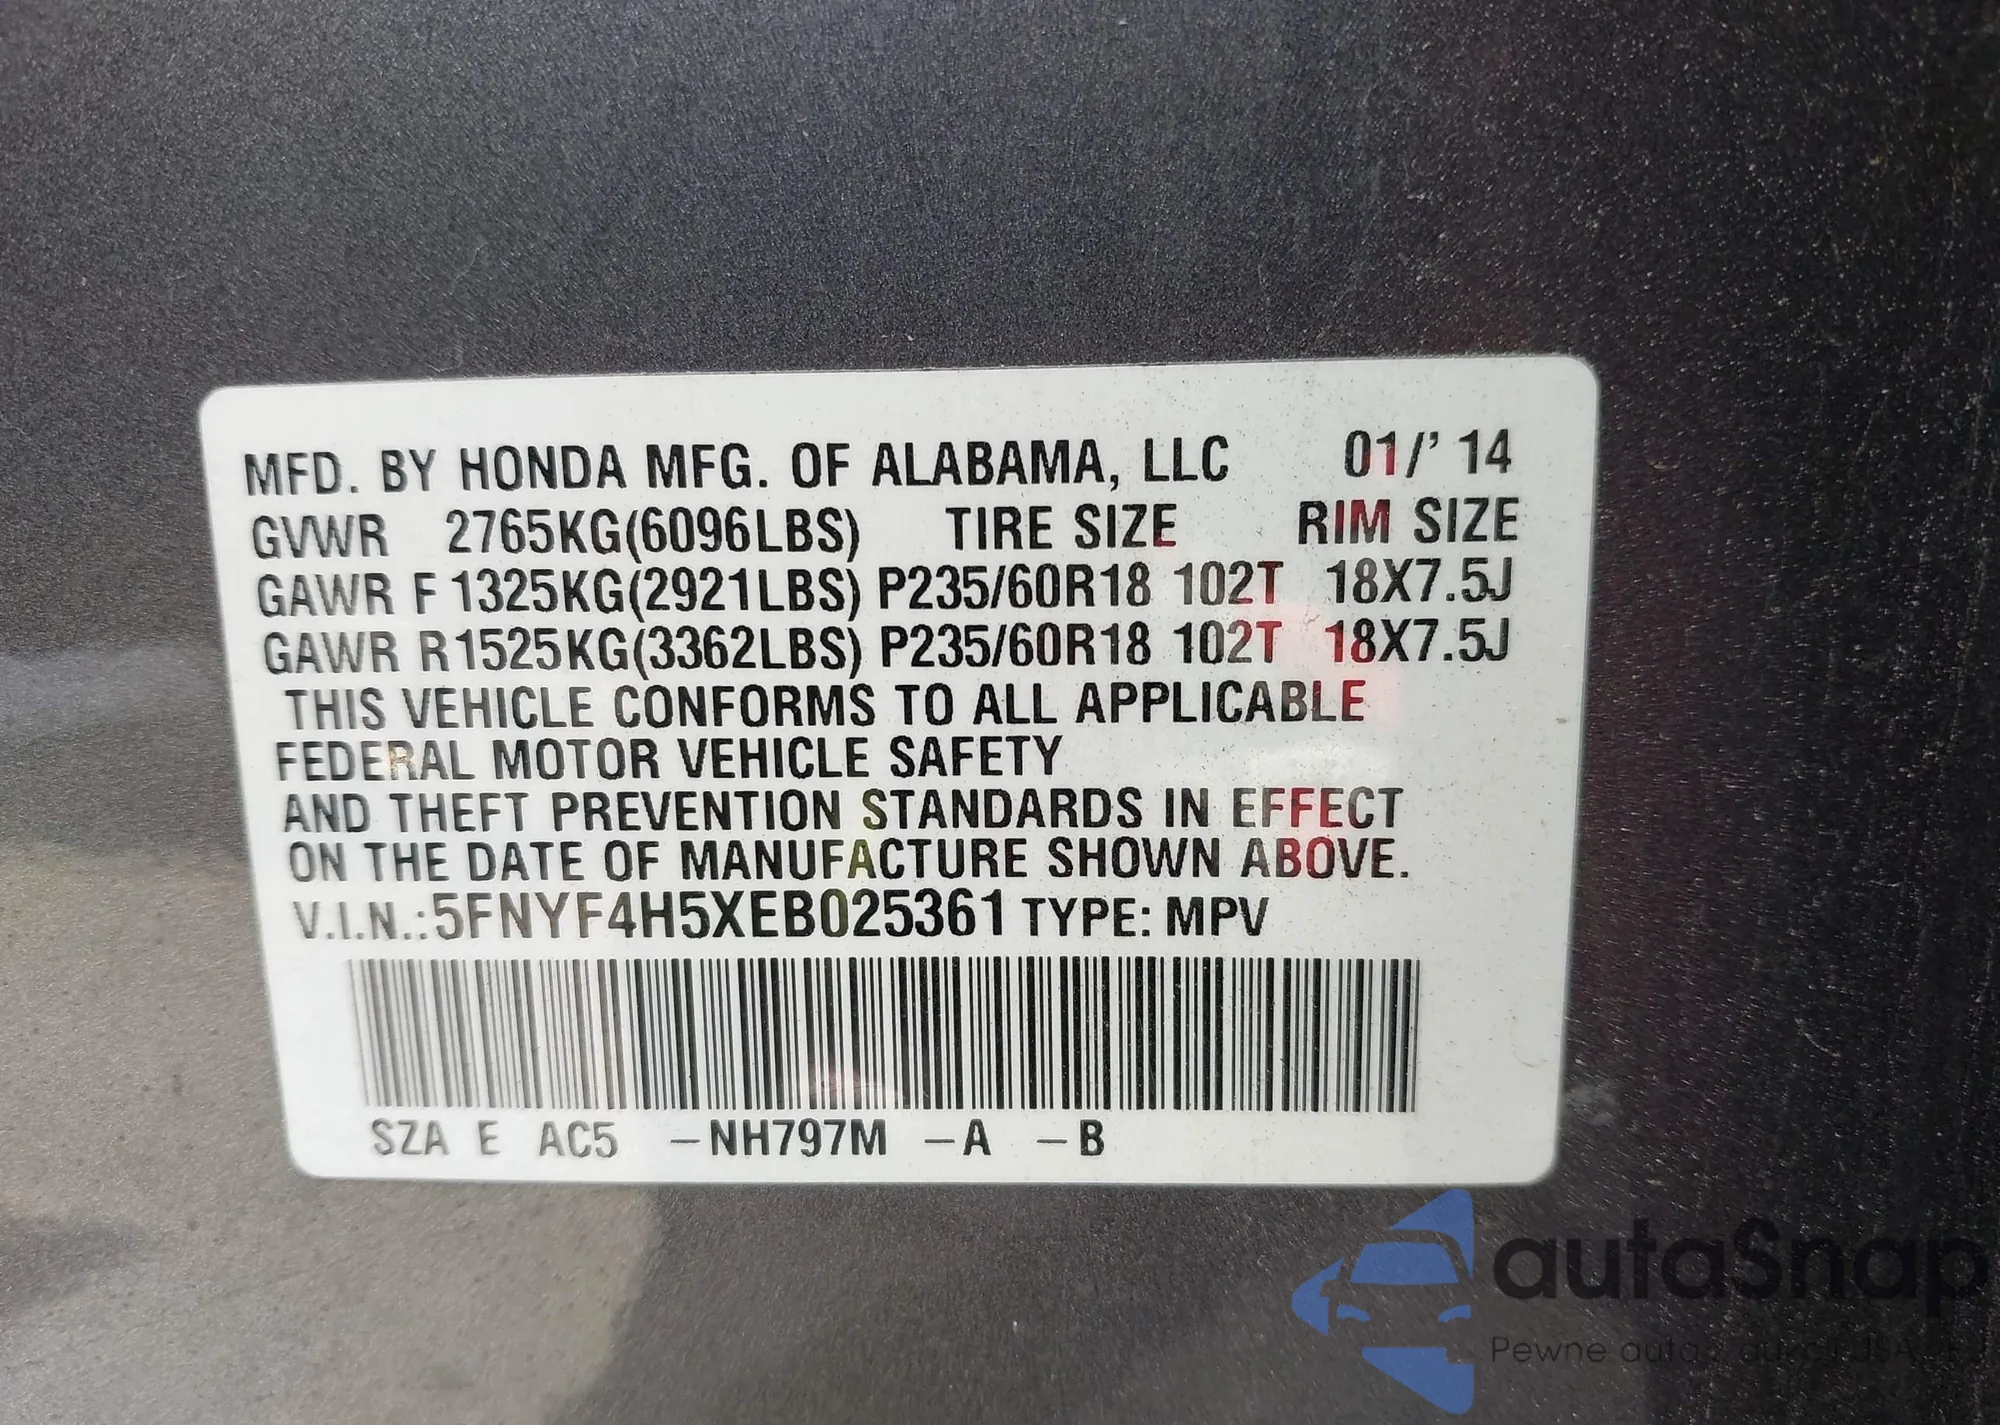 MFD. BY HONDA MFG. OF ALABAMA, LLC 01/' 14
GVWR 2765KG(6096LBS) TIRE SIZE RIM SIZE
GAWR F 1325KG(2921LBS) P235/60R18 102T 18X7.5J
GAWR R1525KG(3362LBS) P235/60R18 102T 18X7.5J
THIS VEHICLE CONFORMS TO ALL APPLICABLE
FEDERAL MOTOR VEHICLE SAFETY
AND THEFT PREVENTION STANDARDS IN EFFECT
ON THE DATE OF MANUFACTURE SHOWN ABOVE.
V.I.N.:5FNYF4H5XEB025361 TYPE: MPV
SZA E AC5 –NH797M –A –B
autaSnap
Pewne auta z